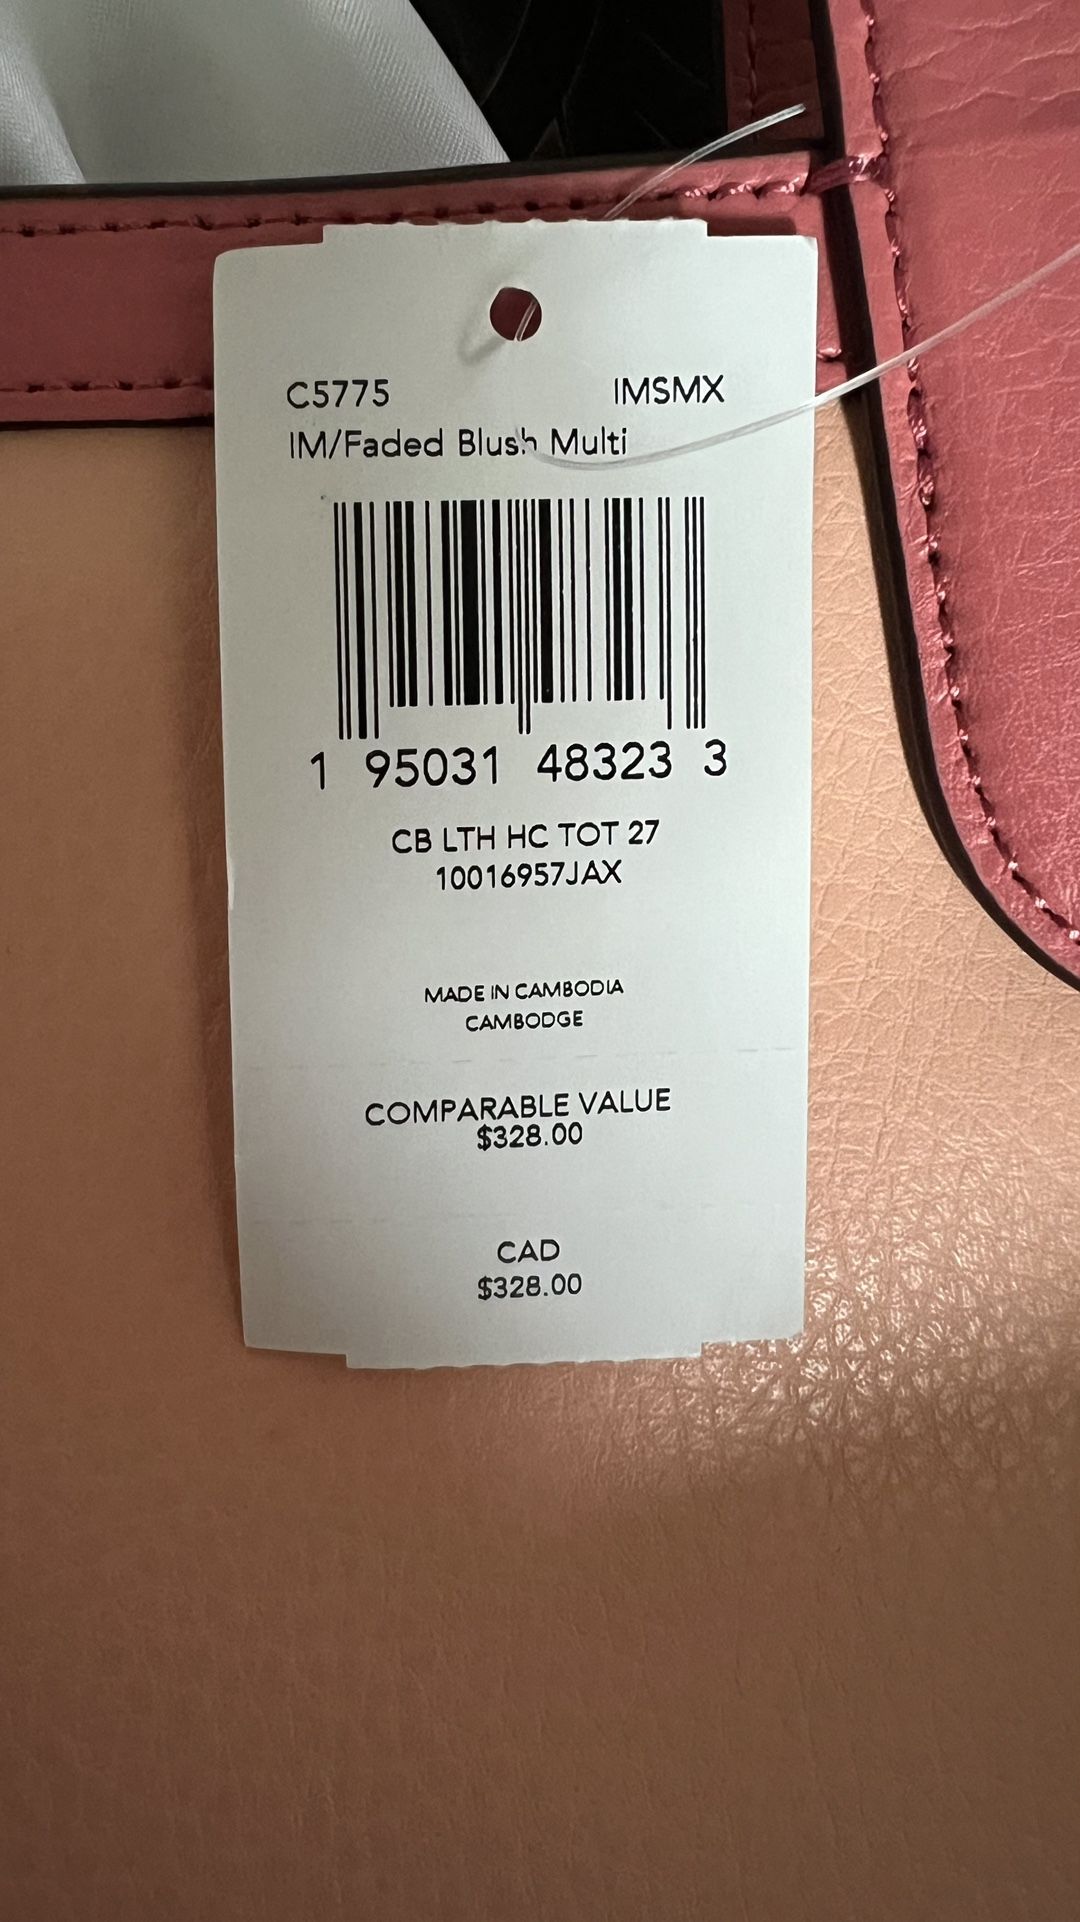 C5775 IMSMX
IM/Faded Blush Multi
1 95031 48323 3
CB LTH HC TOT 27
10016957JAX
MADE IN CAMBODIA
CAMBODGE
COMPARABLE VALUE
$328.00
CAD
$328.00